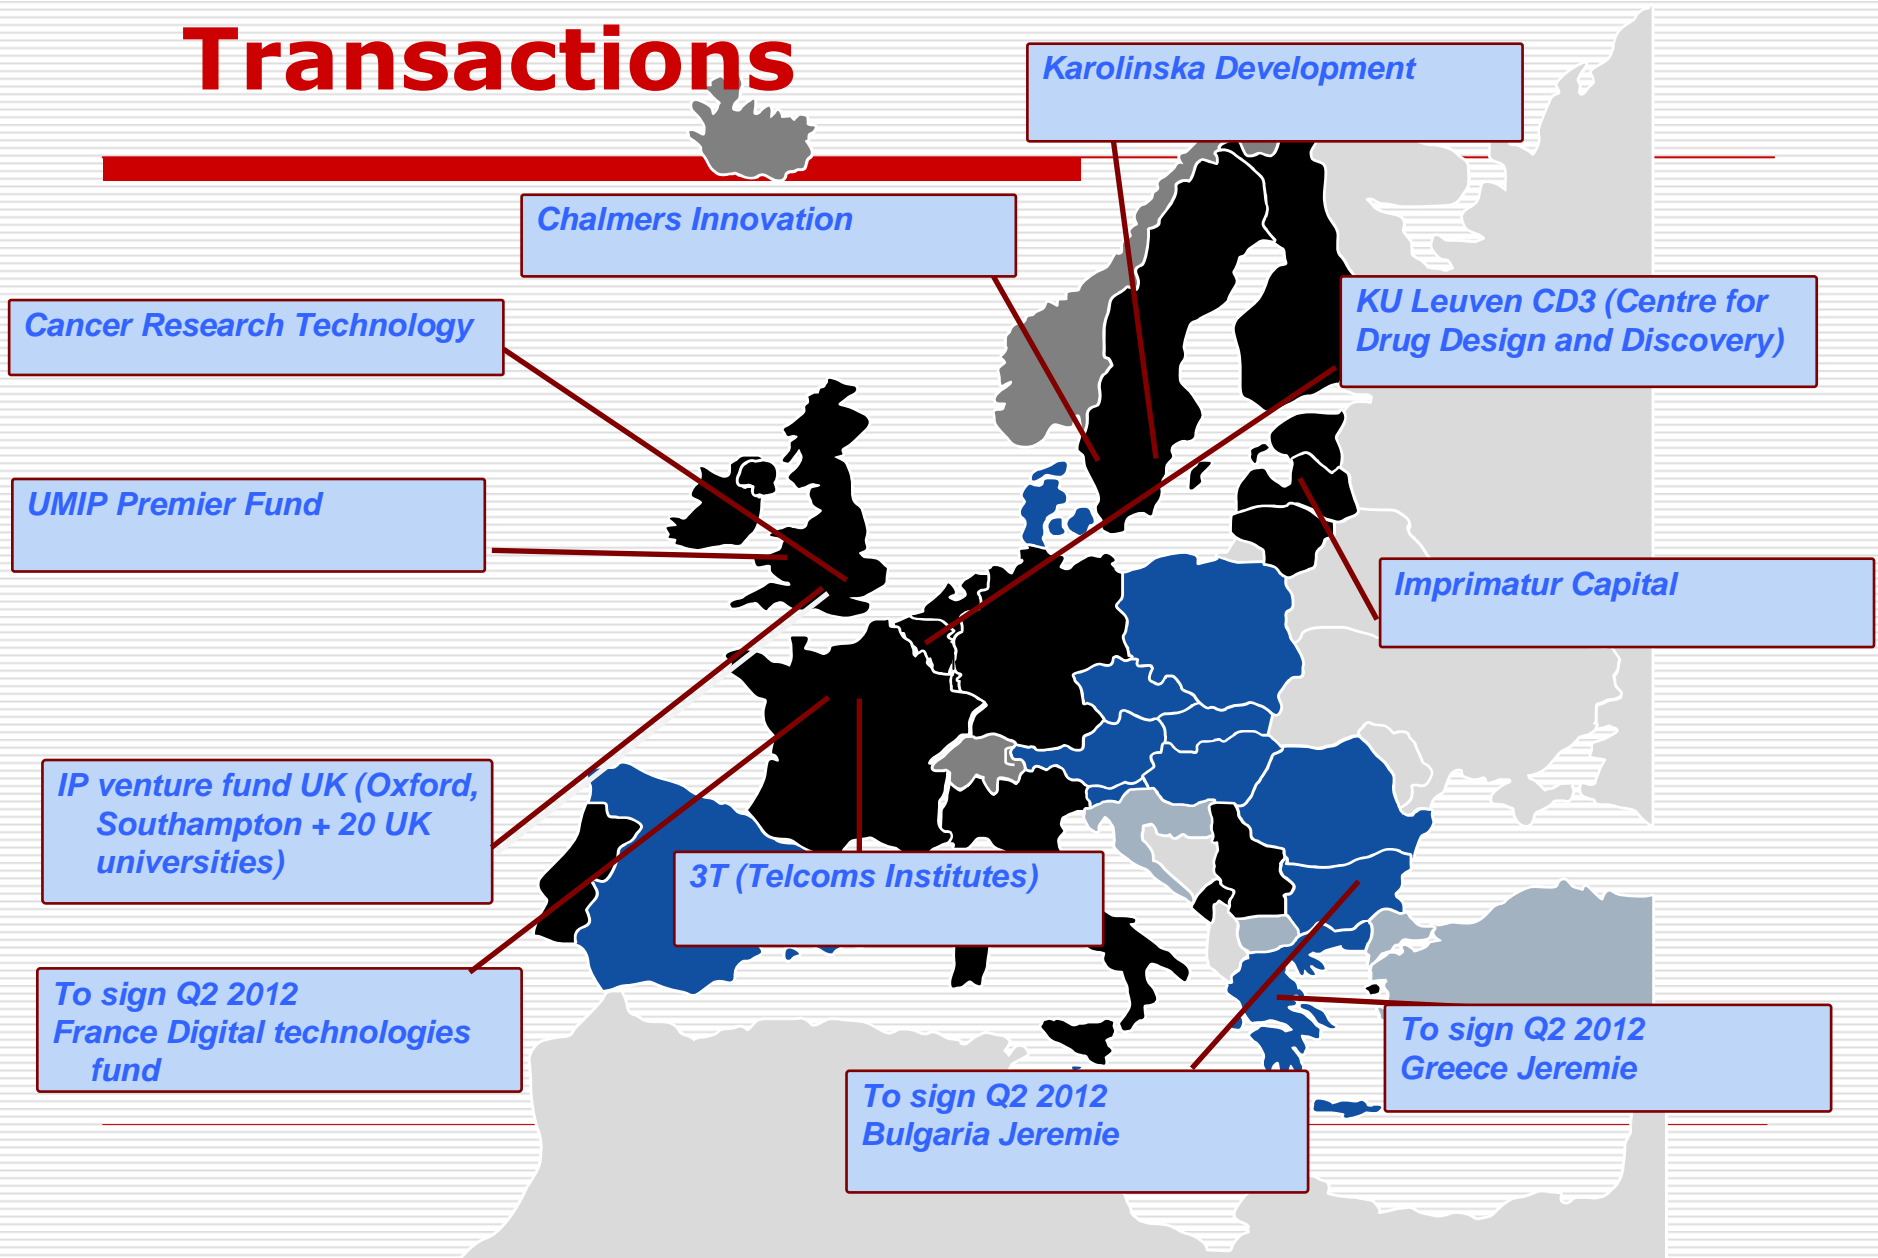 Transactions
Karolinska Development
Chalmers Innovation
KU Leuven CD3 (Centre for
Drug Design and Discovery)
Cancer Research Technology
UMIP Premier Fund
Imprimatur Capital
IP venture fund UK (Oxford,
Southampton + 20 UK
universities)
3T (Telcoms Institutes)
To sign Q2 2012
France Digital technologies
fund
To sign Q2 2012
Greece Jeremie
To sign Q2 2012
Bulgaria Jeremie